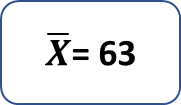 X̅ = 63